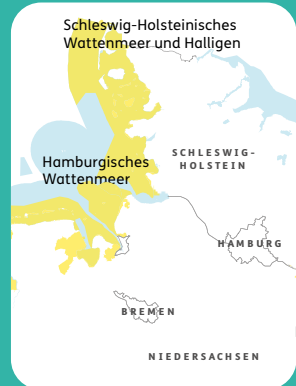 Schleswig-Holsteinisches
Wattenmeer und Halligen
SCHLESWIG-
HOLSTEIN
Hamburgisches
Wattenmeer
HAMBURG
BREMEN
NIEDERSACHSEN